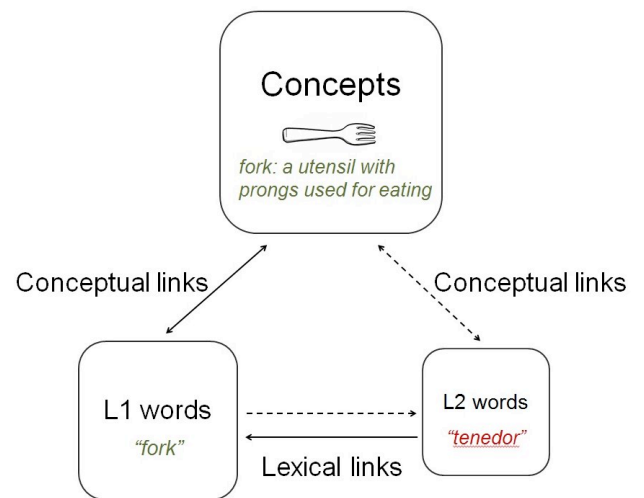 Concepts
fork: a utensil with
prongs used for eating
Conceptual links
Conceptual links
L1 words
“fork”
L2 words
“tenedor”
Lexical links